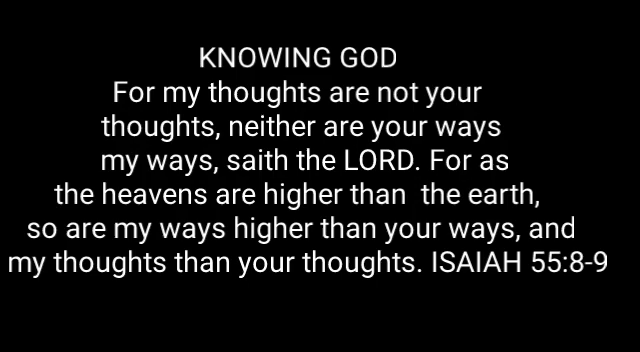 KNOWING GOD
For my thoughts are not your
thoughts, neither are your ways
my ways, saith the LORD. For as
the heavens are higher than  the earth,
so are my ways higher than your ways, and
my thoughts than your thoughts. ISAIAH 55:8-9